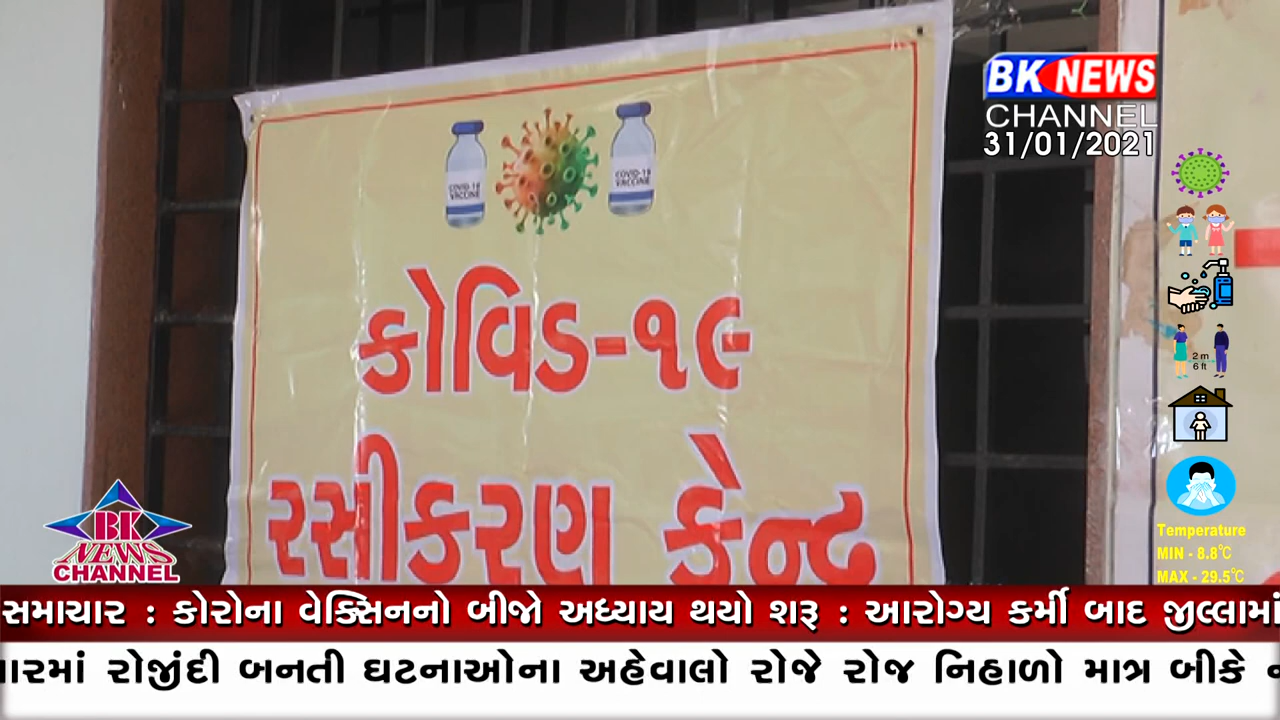 BK NEWS
CHANNEL
31/01/2021
COVID-19
VACCINE
COVID-19
VACCINE
કોવિડ-૧૯
રસીકરણ કેન્દ્ર
2 m
6 ft
Temperature
MIN - 8.8℃
MAX - 29.5℃
BK
NEWS
CHANNEL
સમાચાર : કોરોના વેક્સિનનો બીજો અધ્યાય થયો શરૂ : આરોગ્ય કર્મી બાદ જીલ્લામાં
રોજીંદી બનતી ઘટનાઓના અહેવાલો રોજે રોજ નિહાળો માત્ર બીકે